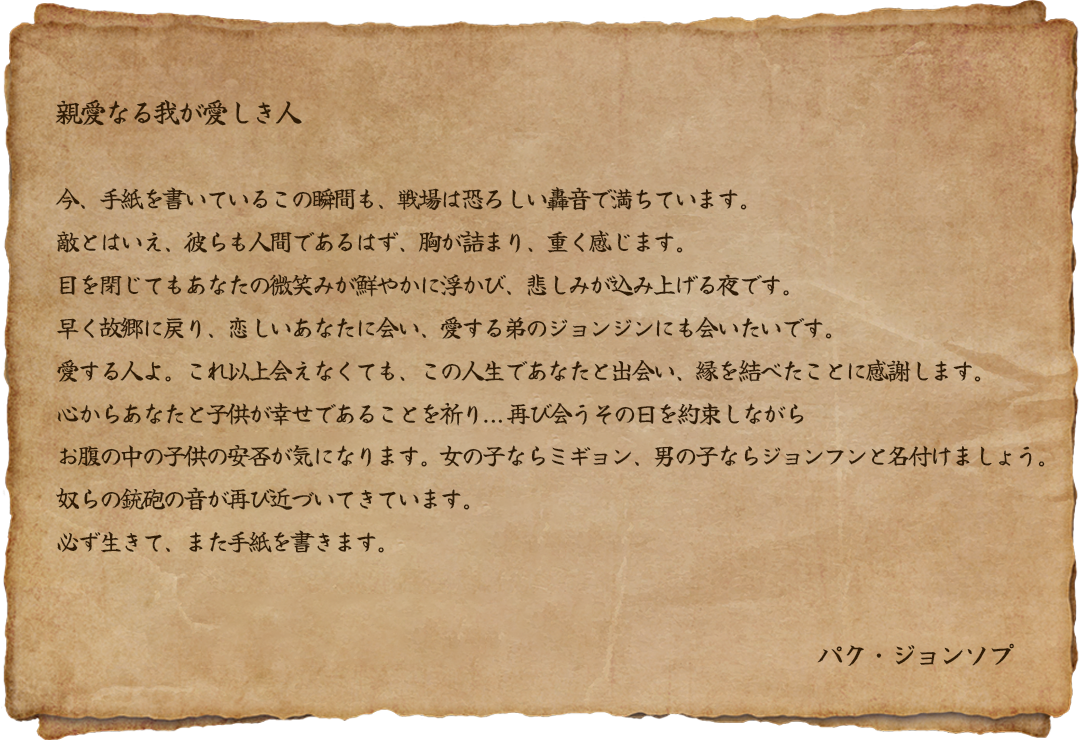 親愛なる我が愛しき人
今、手紙を書いているこの瞬間も、戦場は恐ろしい轟音で満ちています。
敵とはいえ、彼らも人間であるはず、胸が詰まり、重く感じます。
目を閉じてもあなたの微笑みが鮮やかに浮かび、悲しみが込み上げる夜です。
早く故郷に戻り、恋しいあなたに会い、愛する弟のジョンジンにも会いたいです。
愛する人よ。これ以上会えなくても、この人生であなたと出会い、縁を結べたことに感謝します。
心からあなたと子供が幸せであることを祈り…再び会うその日を約束しながら
お腹の中の子供の安否が気になります。女の子ならミギョン、男の子ならジョンフンと名付けましょう。
奴らの銃砲の音が再び近づいてきています。
必ず生きて、また手紙を書きます。
パク・ジョンソプ